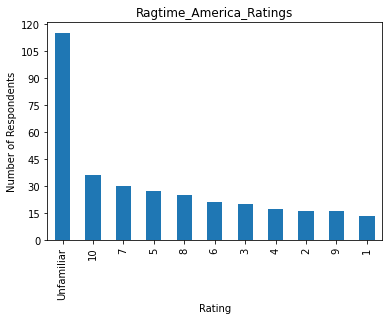 Ragtime_America_Ratings
Number of Respondents
120
105
90
75
60
45
30
15
0
Unfamiliar 10 7 5 8 6 3 4 2 9 1
Rating